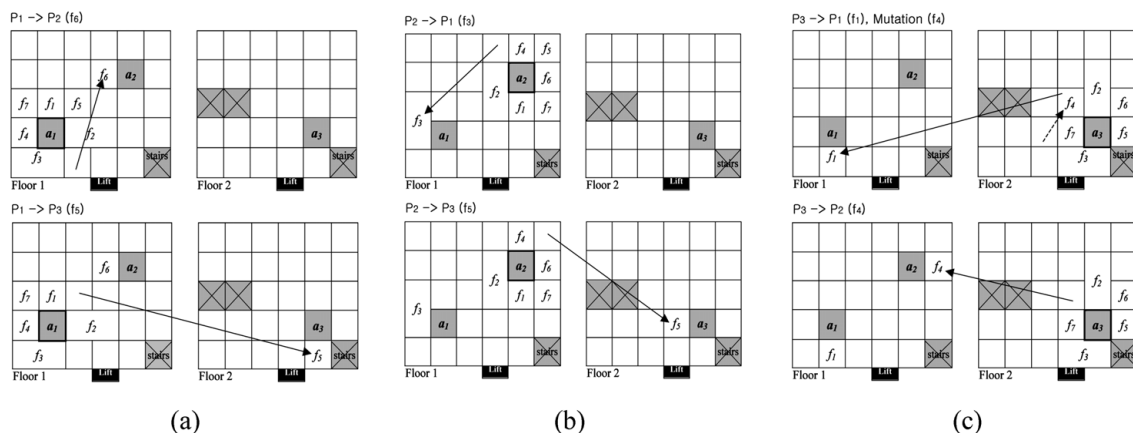 P₁ -> P₂ (f₆)
f₆ a₂
f₇ f₁ f₅
f₄ a₁ f₂ a₃
f₃ stairs
Floor 1 Lift Floor 2
P₁ -> P₃ (f₅)
f₆ a₂
f₇ f₁
f₄ a₁ f₂ a₃
f₃ f₅ stairs
Floor 1 Lift Floor 2
(a)
P₂ -> P₁ (f₃)
f₄ f₅
a₂ f₆
f₂ f₁ f₇
f₃ a₁ a₃
stairs
Floor 1 Lift Floor 2
P₂ -> P₃ (f₅)
f₄
a₂ f₆
f₂ f₁ f₇
f₃ a₁ f₅ a₃
stairs
Floor 1 Lift Floor 2
(b)
P₃ -> P₁ (f₁), Mutation (f₄)
a₂ f₂
f₄ f₆
a₁ f₇ a₃ f₅
f₁ f₃ stairs
Floor 1 Lift Floor 2
P₃ -> P₂ (f₄)
a₂ f₄ f₂
f₆
a₁ f₇ a₃ f₅
f₁ f₃ stairs
Floor 1 Lift Floor 2
(c)